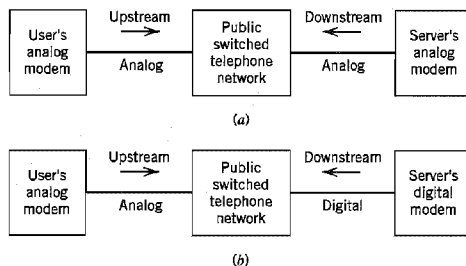 User's
analog
modem
Upstream
Analog
Public
switched
telephone
network
Downstream
Analog
Server's
analog
modem
(a)
User's
analog
modem
Upstream
Analog
Public
switched
telephone
network
Downstream
Digital
Server's
digital
modem
(b)